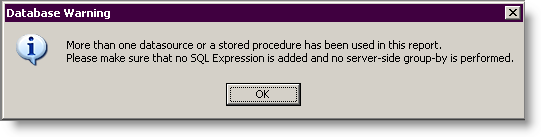 Database Warning
More than one datasource or a stored procedure has been used in this report.
Please make sure that no SQL Expression is added and no server-side group-by is performed.
OK